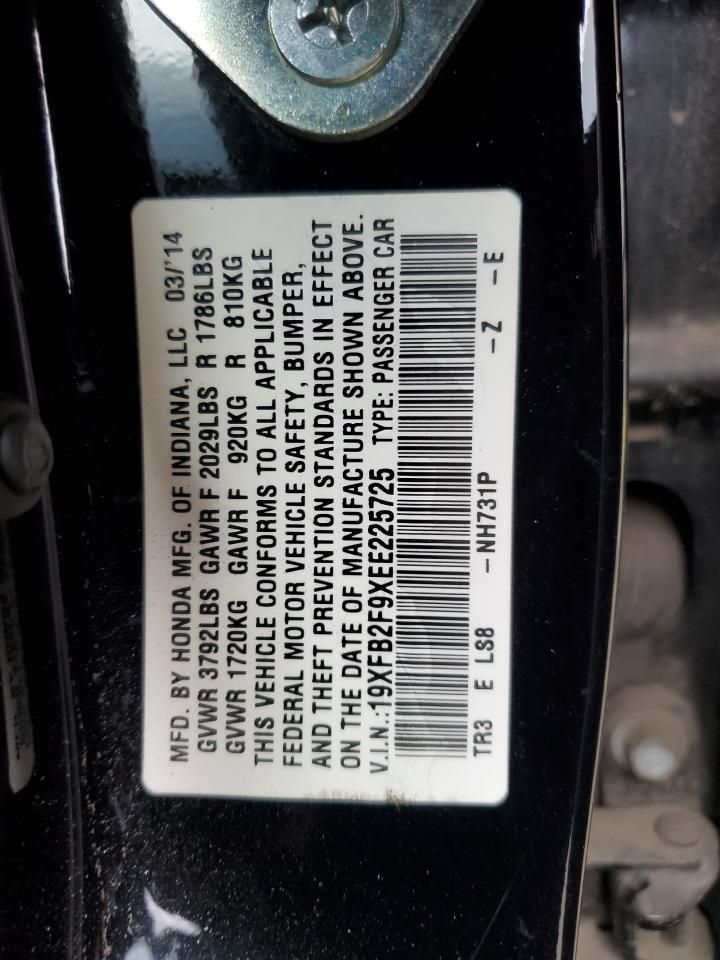 MFD. BY HONDA MFG. OF INDIANA, LLC 03/'14
GVWR 3792LBS GAWR F 2029LBS R 1786LBS
GVWR 1720KG GAWR F 920KG R 810KG
THIS VEHICLE CONFORMS TO ALL APPLICABLE
FEDERAL MOTOR VEHICLE SAFETY, BUMPER,
AND THEFT PREVENTION STANDARDS IN EFFECT
ON THE DATE OF MANUFACTURE SHOWN ABOVE.
V.I.N.:19XFB2F9XEE225725 TYPE: PASSENGER CAR
TR3 E LS8 -NH731P -Z -E